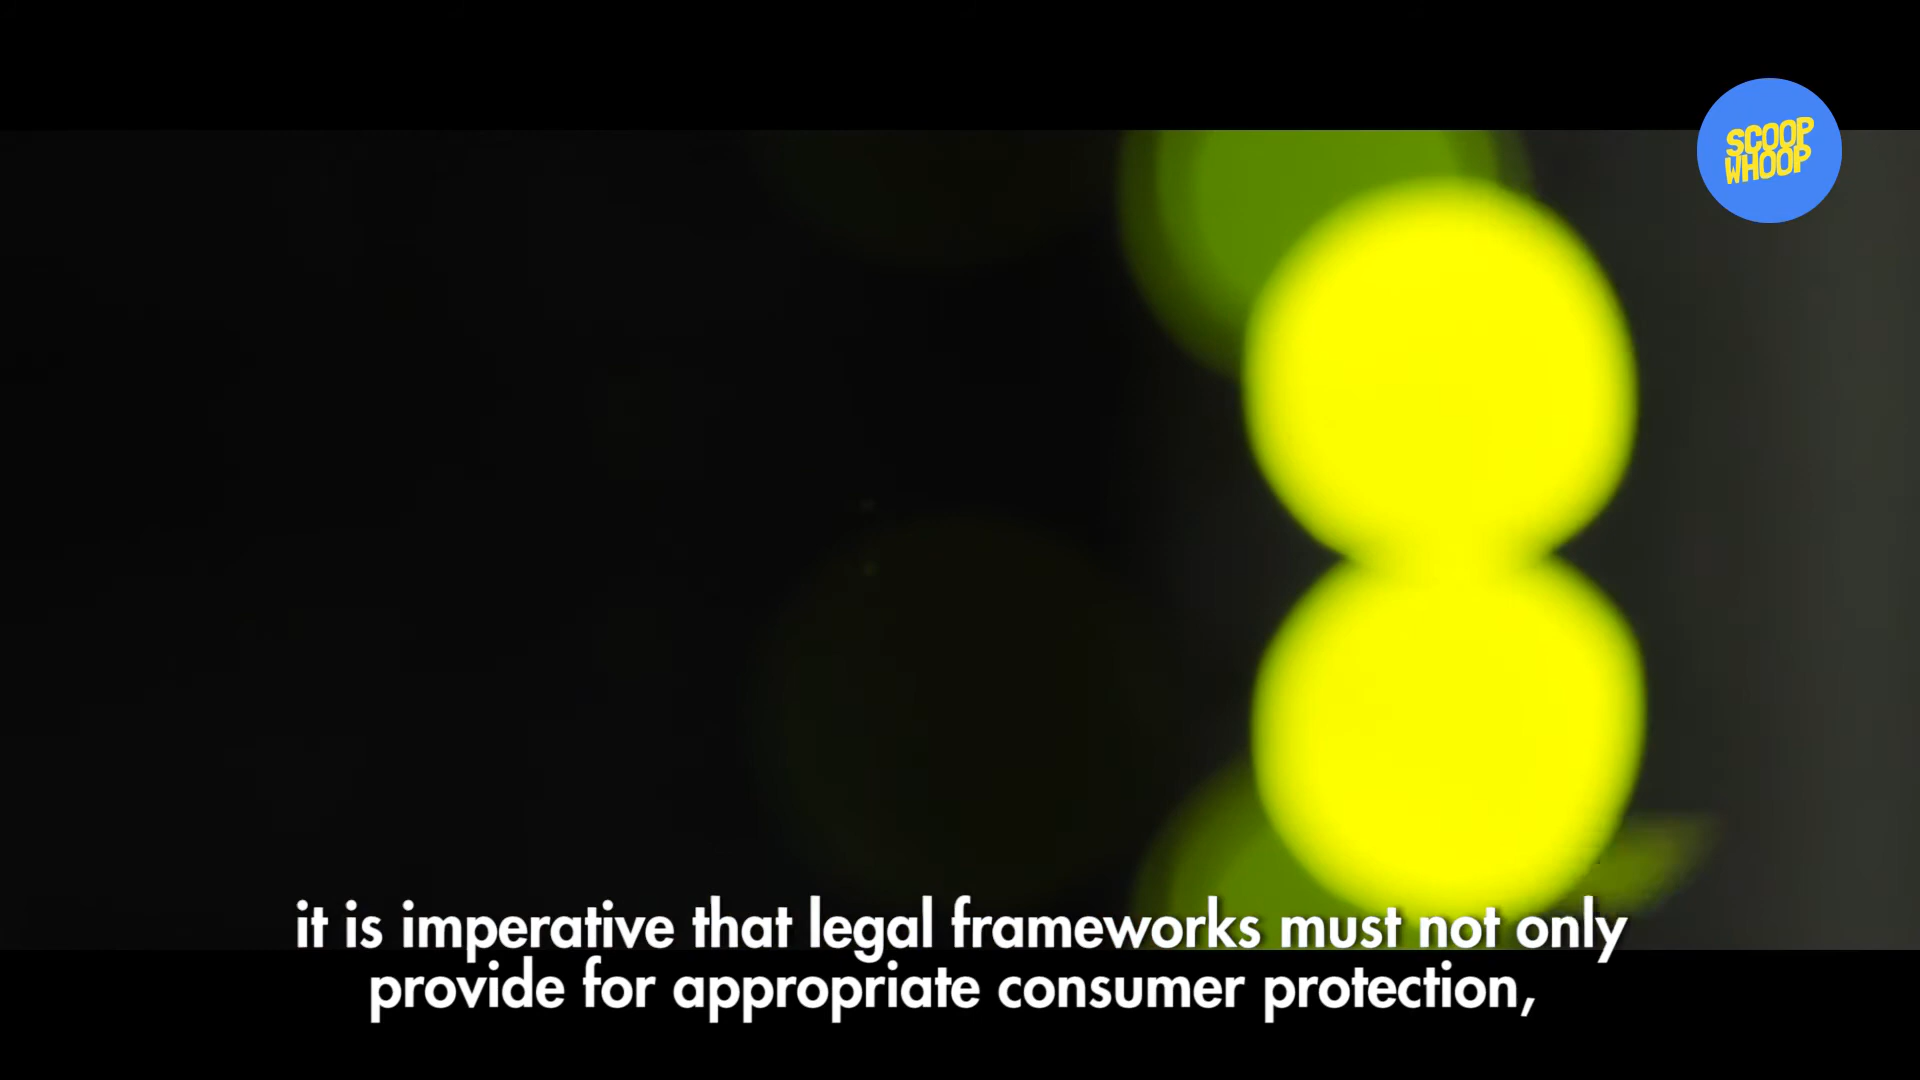 SCOOP
WHOOP
it is imperative that legal frameworks must not only
provide for appropriate consumer protection,